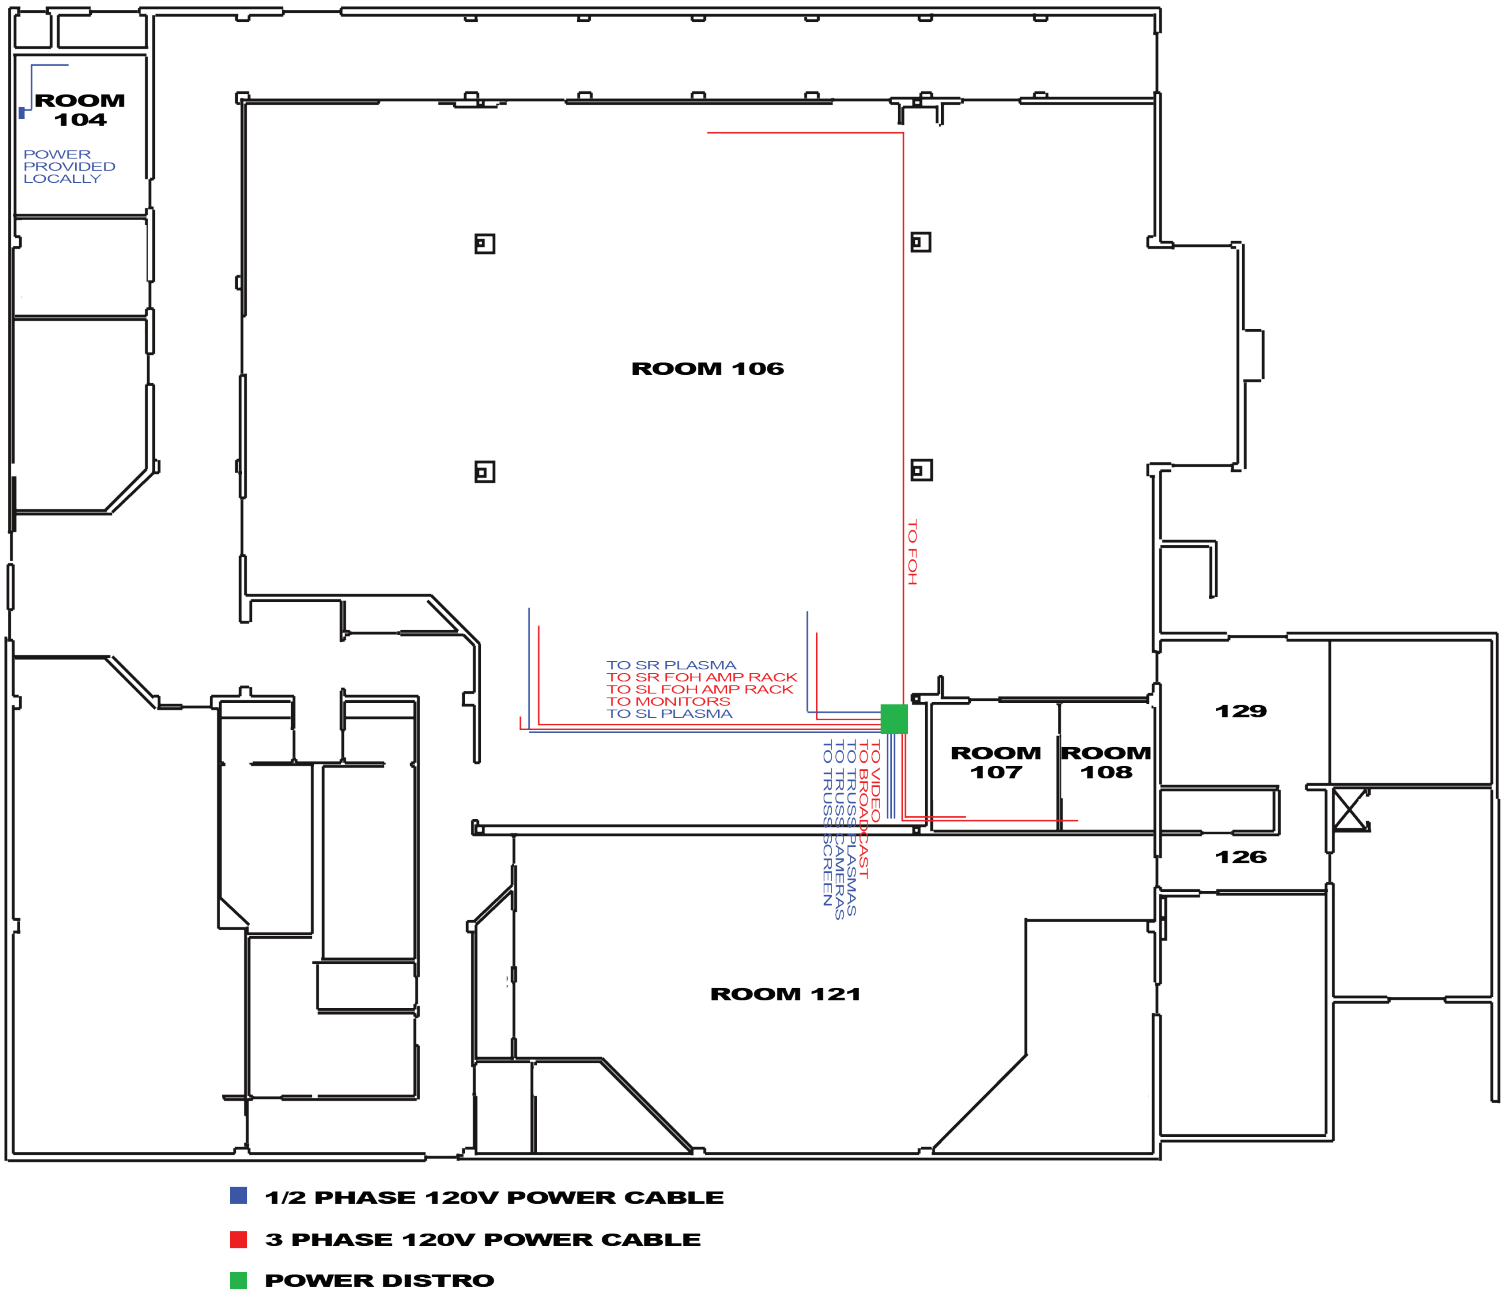 ROOM
104
POWER
PROVIDED
LOCALLY
ROOM 106
TO FOH
TO SR PLASMA
TO SR FOH AMP RACK
TO SL FOH AMP RACK
TO MONITORS
TO SL PLASMA
TO VIDEO
TO BROADCAST
TO TRUSS PLASMAS
TO TRUSS CAMERAS
TO TRUSS SCREEN
ROOM
107
ROOM
108
129
126
ROOM 121
1/2 PHASE 120V POWER CABLE
3 PHASE 120V POWER CABLE
POWER DISTRO